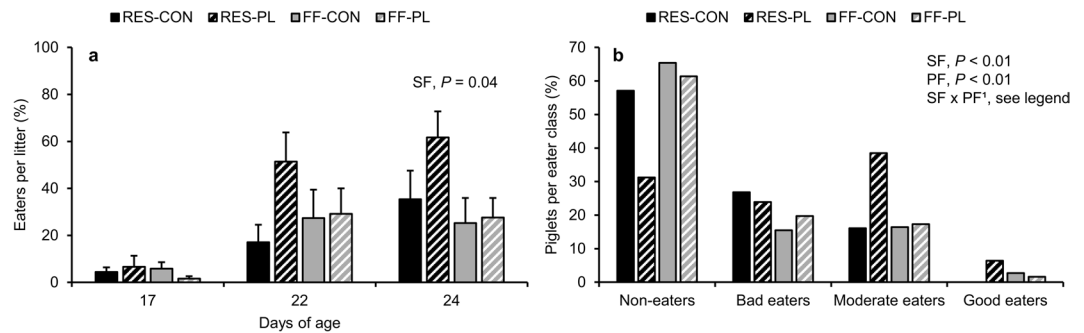 RES-CON RES-PL FF-CON FF-PL
a
SF, P = 0.04
Eaters per litter (%)
100
80
60
40
20
0
17 22 24
Days of age
RES-CON RES-PL FF-CON FF-PL
b
SF, P < 0.01
PF, P < 0.01
SF x PF¹, see legend
Piglets per eater class (%)
70
60
50
40
30
20
10
0
Non-eaters Bad eaters Moderate eaters Good eaters